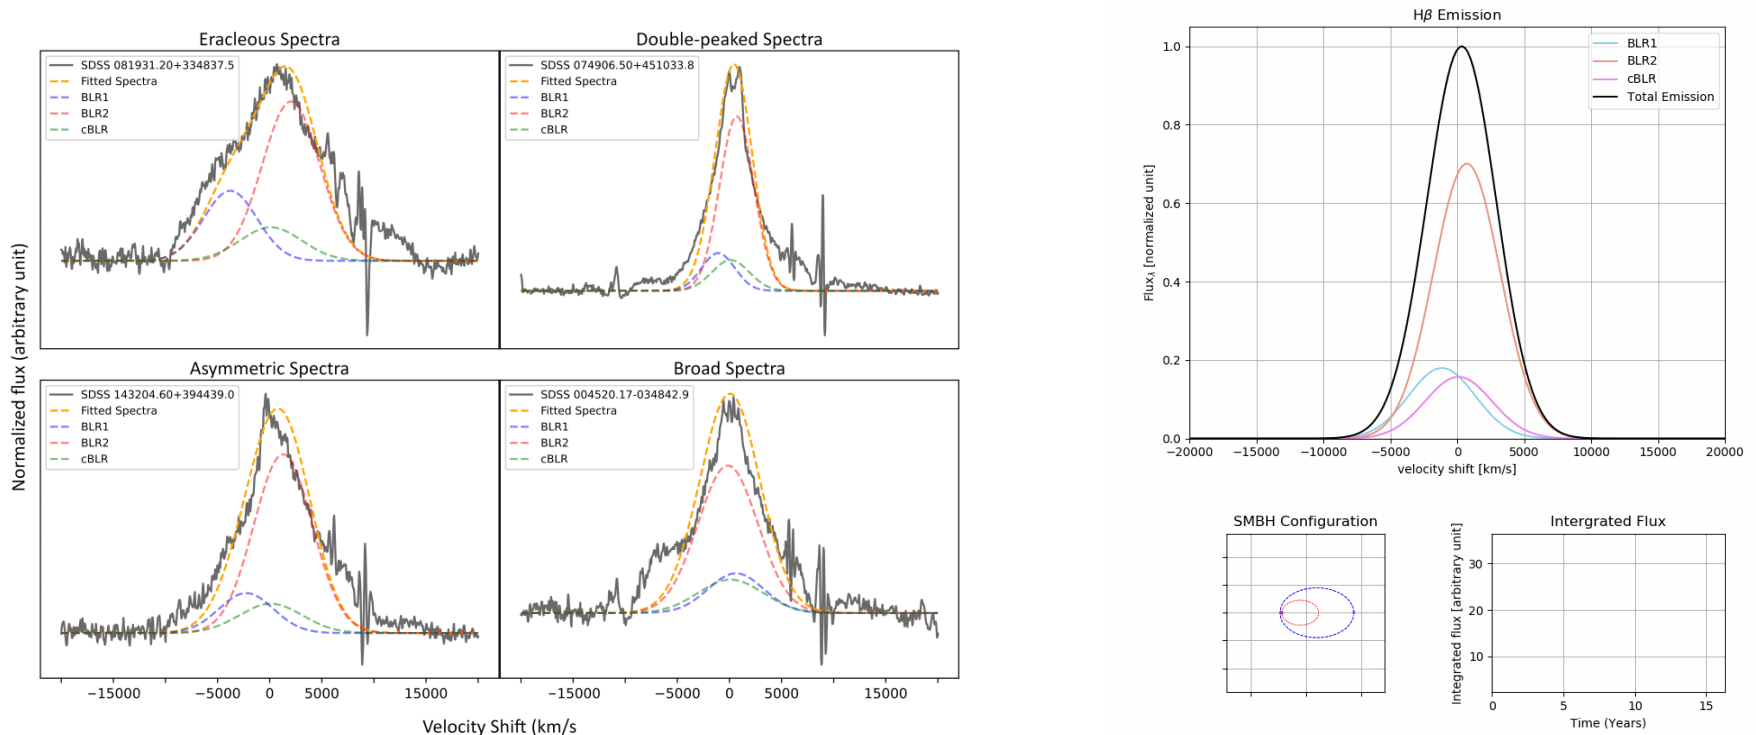 Eracleous Spectra
SDSS 081931.20+334837.5
Fitted Spectra
BLR1
BLR2
cBLR
Double-peaked Spectra
SDSS 074906.50+451033.8
Fitted Spectra
BLR1
BLR2
cBLR
Asymmetric Spectra
SDSS 143204.60+394439.0
Fitted Spectra
BLR1
BLR2
cBLR
Broad Spectra
SDSS 004520.17-034842.9
Fitted Spectra
BLR1
BLR2
cBLR
Normalized flux (arbitrary unit)
−15000 −5000 0 5000 15000
−15000 −5000 0 5000 15000
Velocity Shift (km/s
Hβ Emission
BLR1
BLR2
cBLR
Total Emission
Flux_λ [normalized unit]
1.0
0.8
0.6
0.4
0.2
0.0
−20000 −15000 −10000 −5000 0 5000 10000 15000 20000
velocity shift [km/s]
SMBH Configuration
Intergrated Flux
Integrated flux [arbitrary unit]
30
20
10
0 5 10 15
Time (Years)